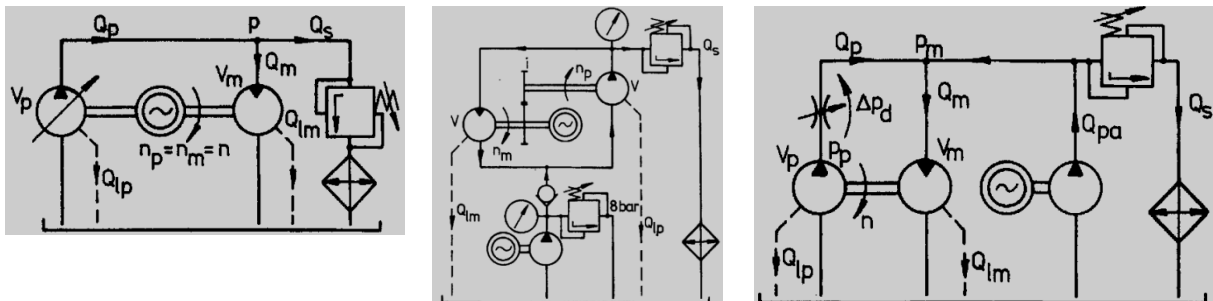 Qp p Qs
Qm
Vp Vm
Qlm
np = nm = n
Qlp
Qs
i
np
V
V
nm
8bar
Qlm
Qlp
Qp pm
Δpd Qm Qs
Qpa
Vp pp Vm
n
Qlp Qlm